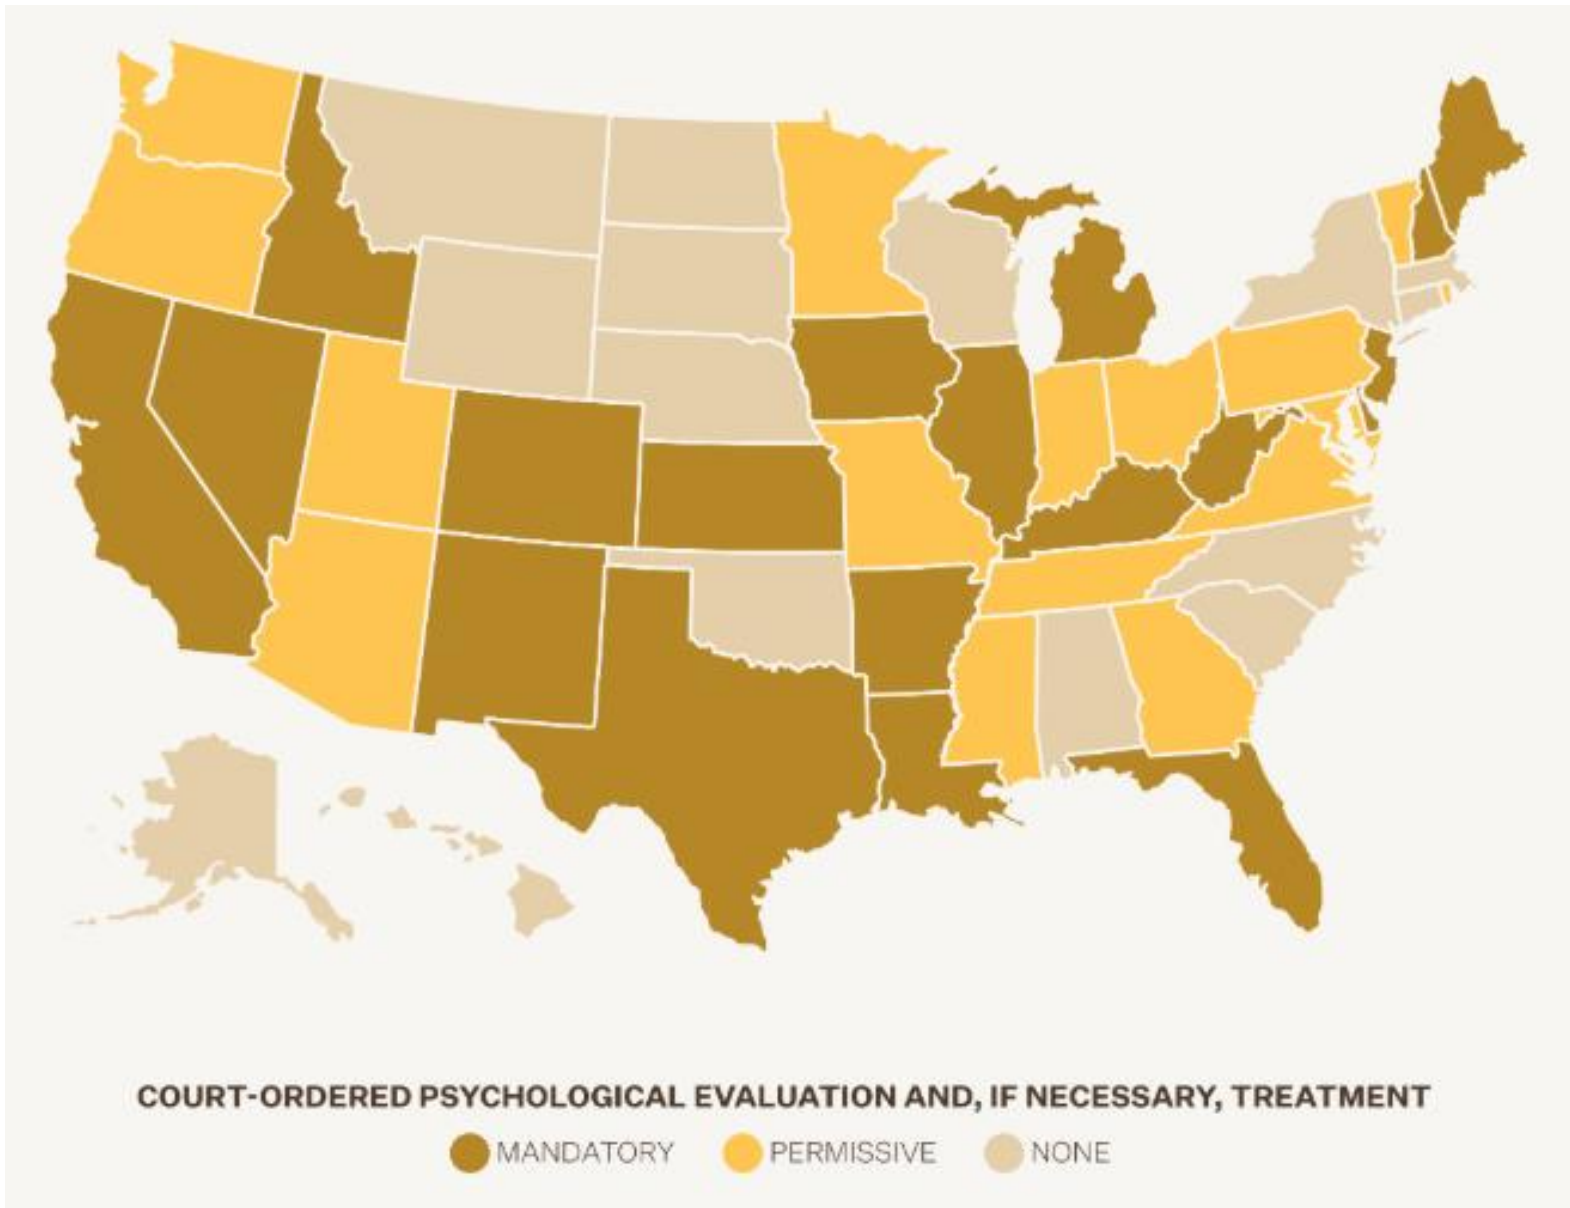 COURT-ORDERED PSYCHOLOGICAL EVALUATION AND, IF NECESSARY, TREATMENT
MANDATORY PERMISSIVE NONE